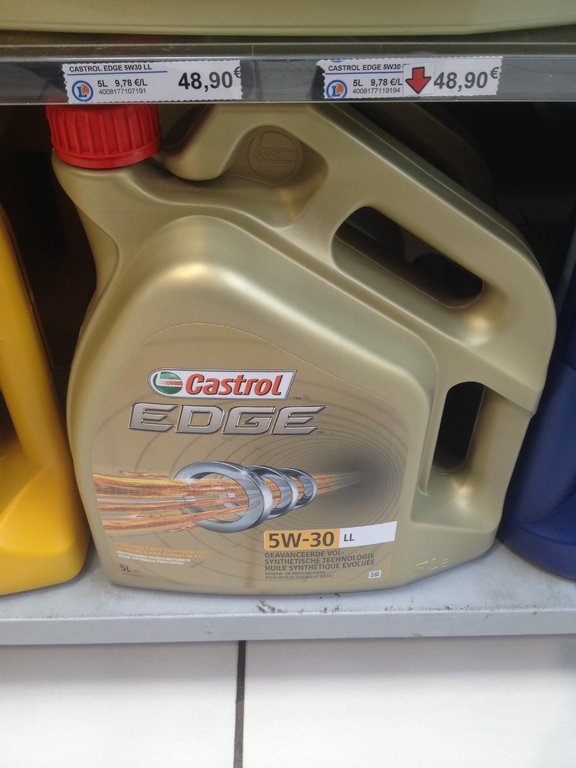 CASTROL EDGE 5W30 LL
5L 9,78 €/L 48,90€
4008177107191
CASTROL EDGE 5W30
5L 9,78 € 48,90€
4008177119194
Castrol
EDGE
5W-30 LL
GEAVANCEERDE VOL-
SYNTHETISCHE TECHNOLOGIE
HUILE SYNTHÉTIQUE ÉVOLUÉE
5L